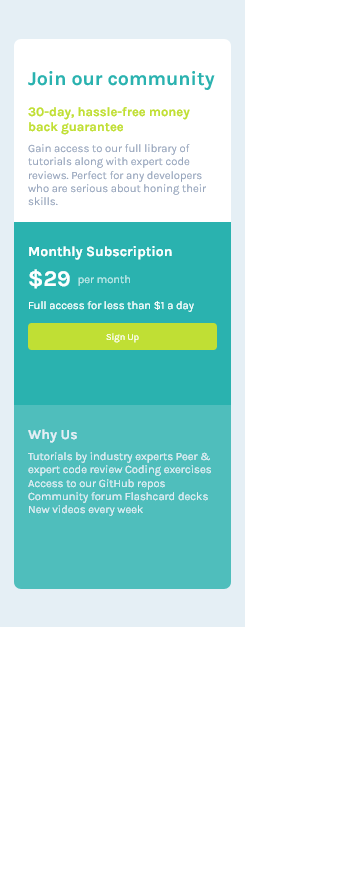 Join our community
30-day, hassle-free money
back guarantee
Gain access to our full library of
tutorials along with expert code
reviews. Perfect for any developers
who are serious about honing their
skills.
Monthly Subscription
$29 per month
Full access for less than $1 a day
Sign Up
Why Us
Tutorials by industry experts Peer &
expert code review Coding exercises
Access to our GitHub repos
Community forum Flashcard decks
New videos every week